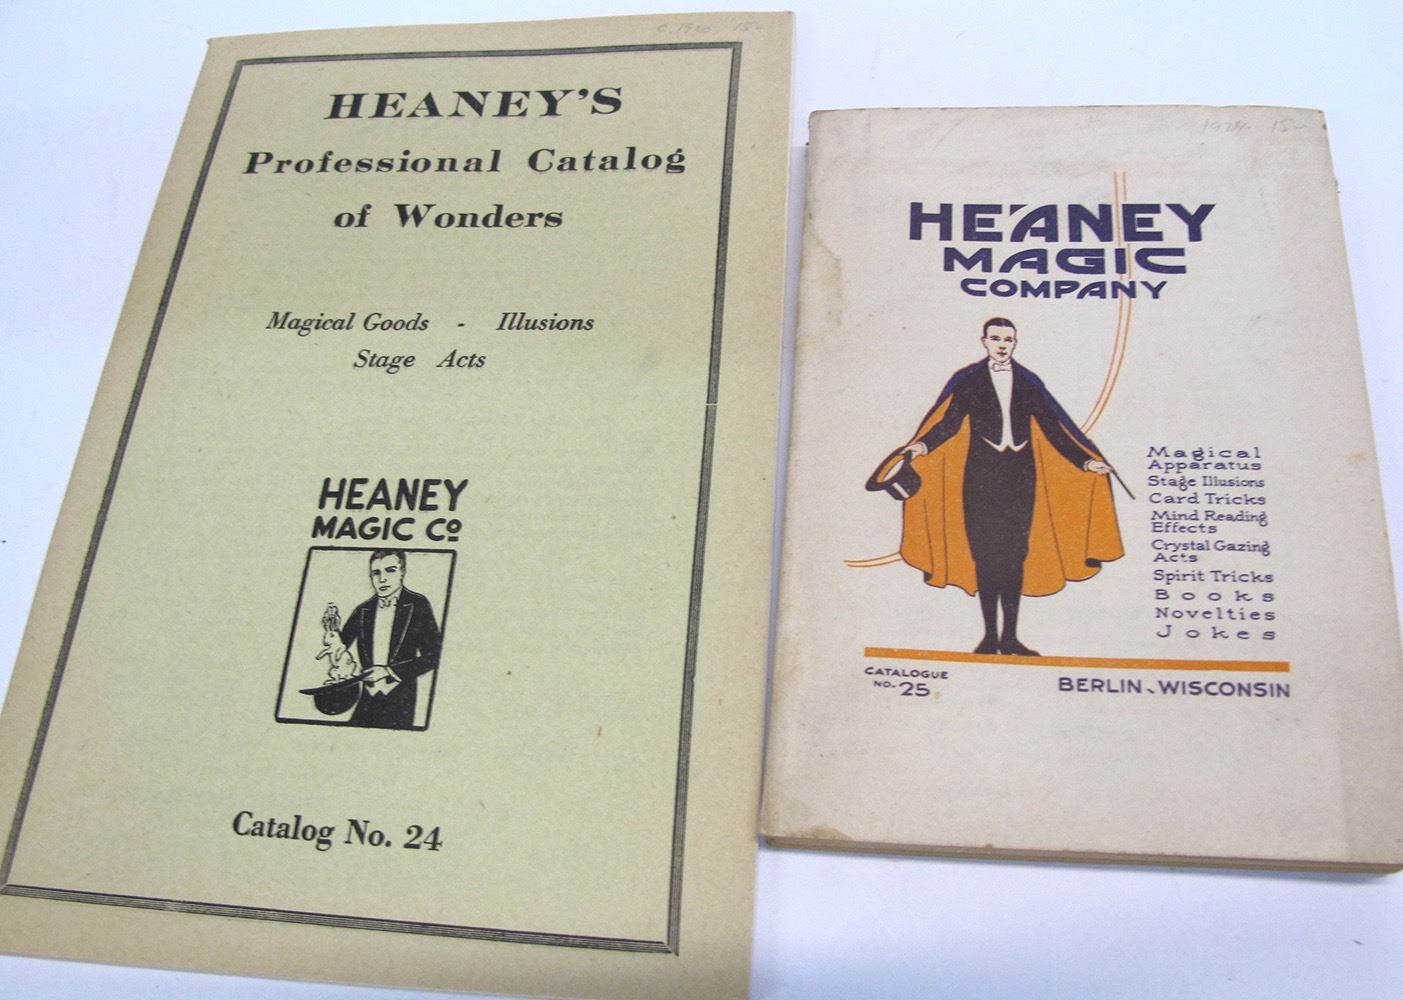 c. 1920 15-
HEANEY'S
Professional Catalog
of Wonders
Magical Goods - Illusions
Stage Acts
HEANEY
MAGIC Co
Catalog No. 24
1924 15-
HEANEY
MAGIC
COMPANY
Magical
Apparatus
Stage Illusions
Card Tricks
Mind Reading
Effects
Crystal Gazing
Acts
Spirit Tricks
Books
Novelties
Jokes
CATALOGUE
NO. 25
BERLIN, WISCONSIN